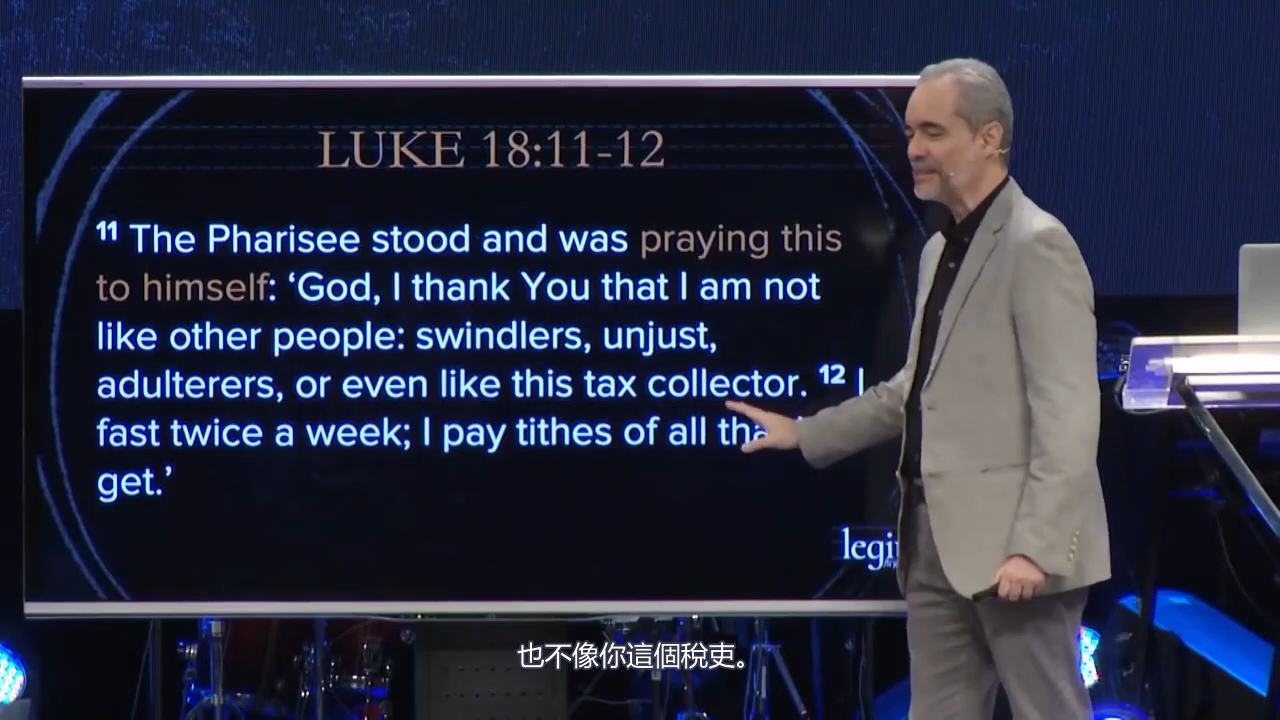 LUKE 18:11-12
¹¹ The Pharisee stood and was praying this
to himself: ‘God, I thank You that I am not
like other people: swindlers, unjust,
adulterers, or even like this tax collector. ¹² I
fast twice a week; I pay tithes of all
get.’
也不像你這個稅吏。